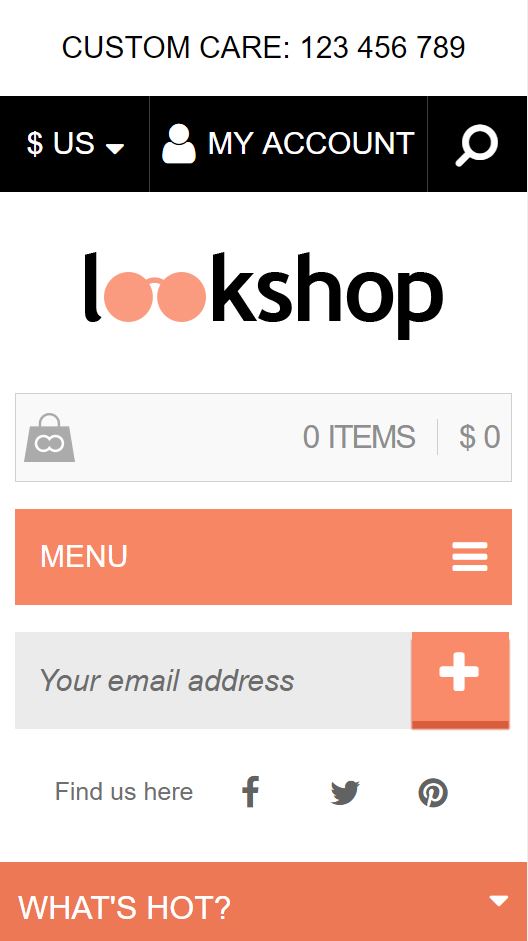 CUSTOM CARE: 123 456 789
$ US MY ACCOUNT
lookshop
0 ITEMS $ 0
MENU
Your email address
Find us here
WHAT'S HOT?